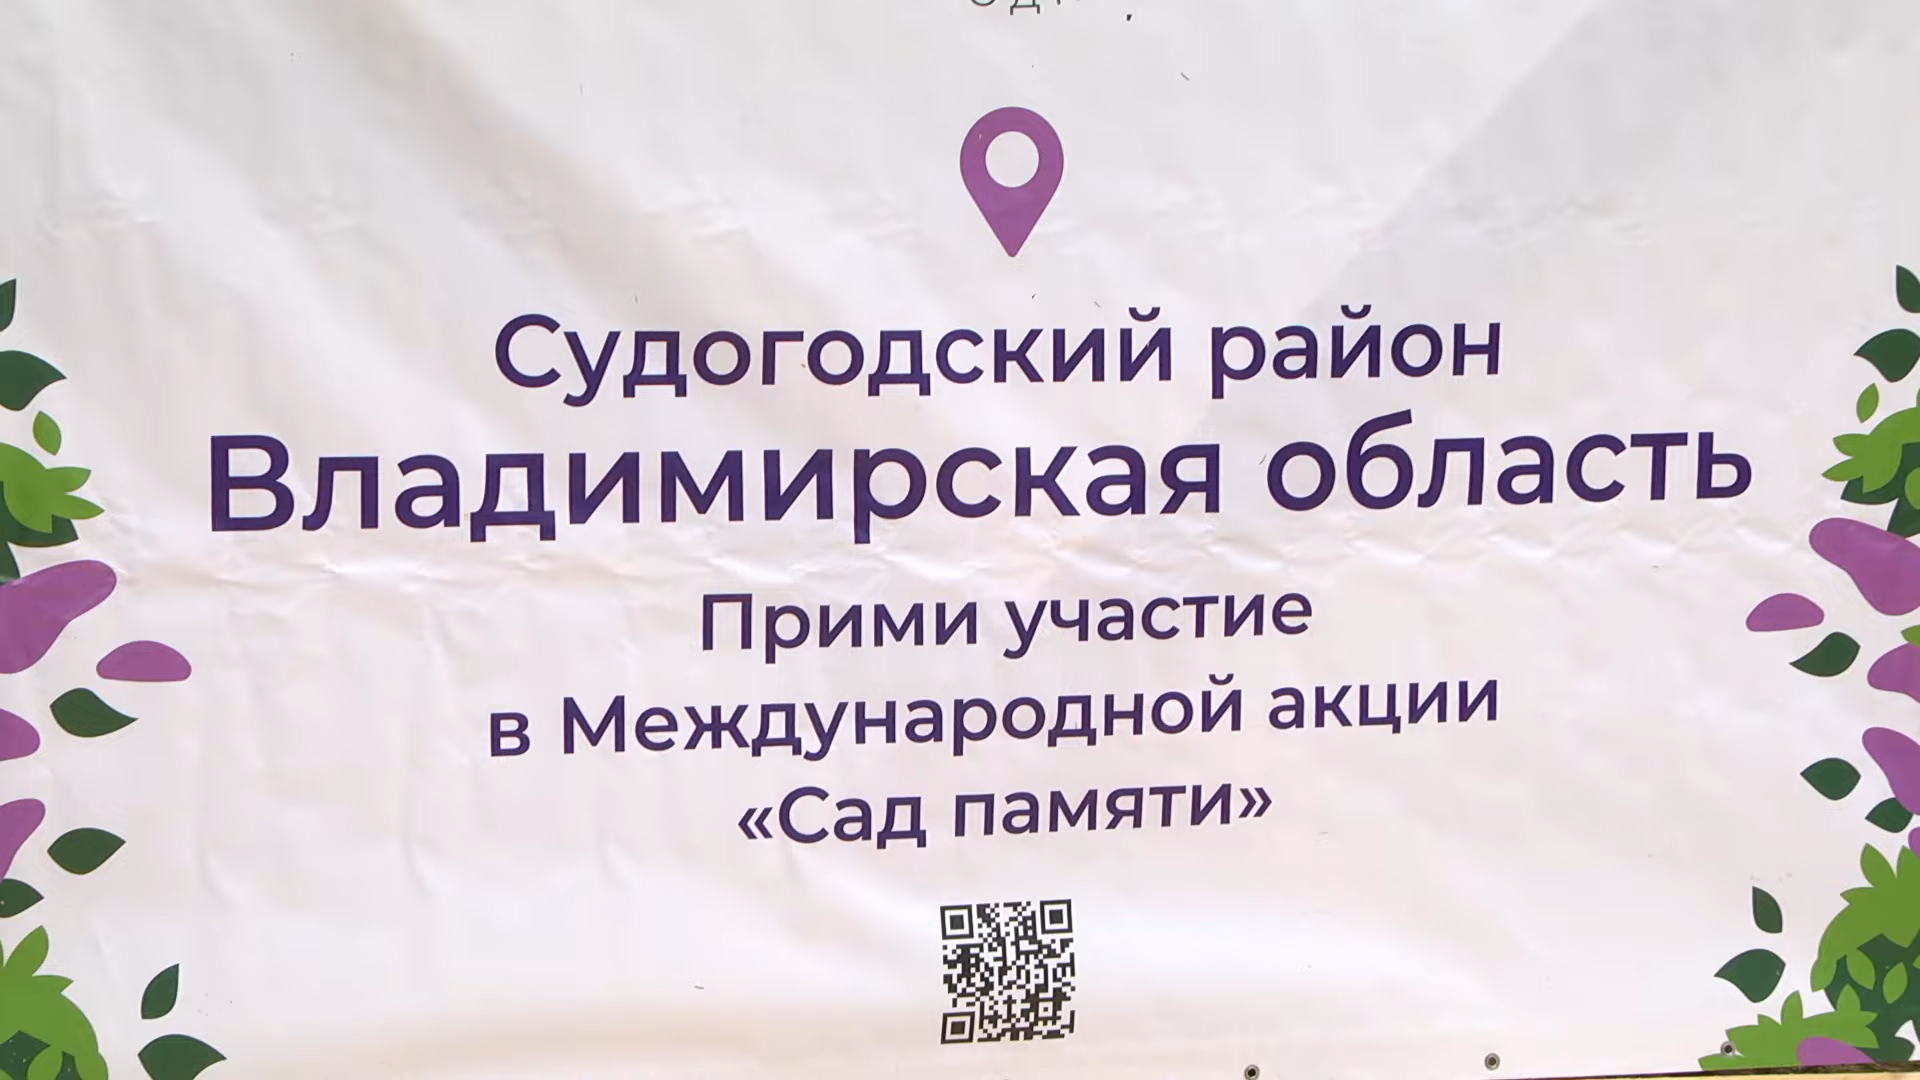 Судогодский район
Владимирская область
Прими участие
в Международной акции
«Сад памяти»